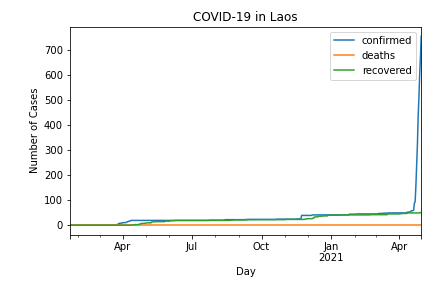 COVID-19 in Laos
confirmed
deaths
recovered
Number of Cases
700
600
500
400
300
200
100
0
Apr
Jul
Oct
Jan
2021
Apr
Day